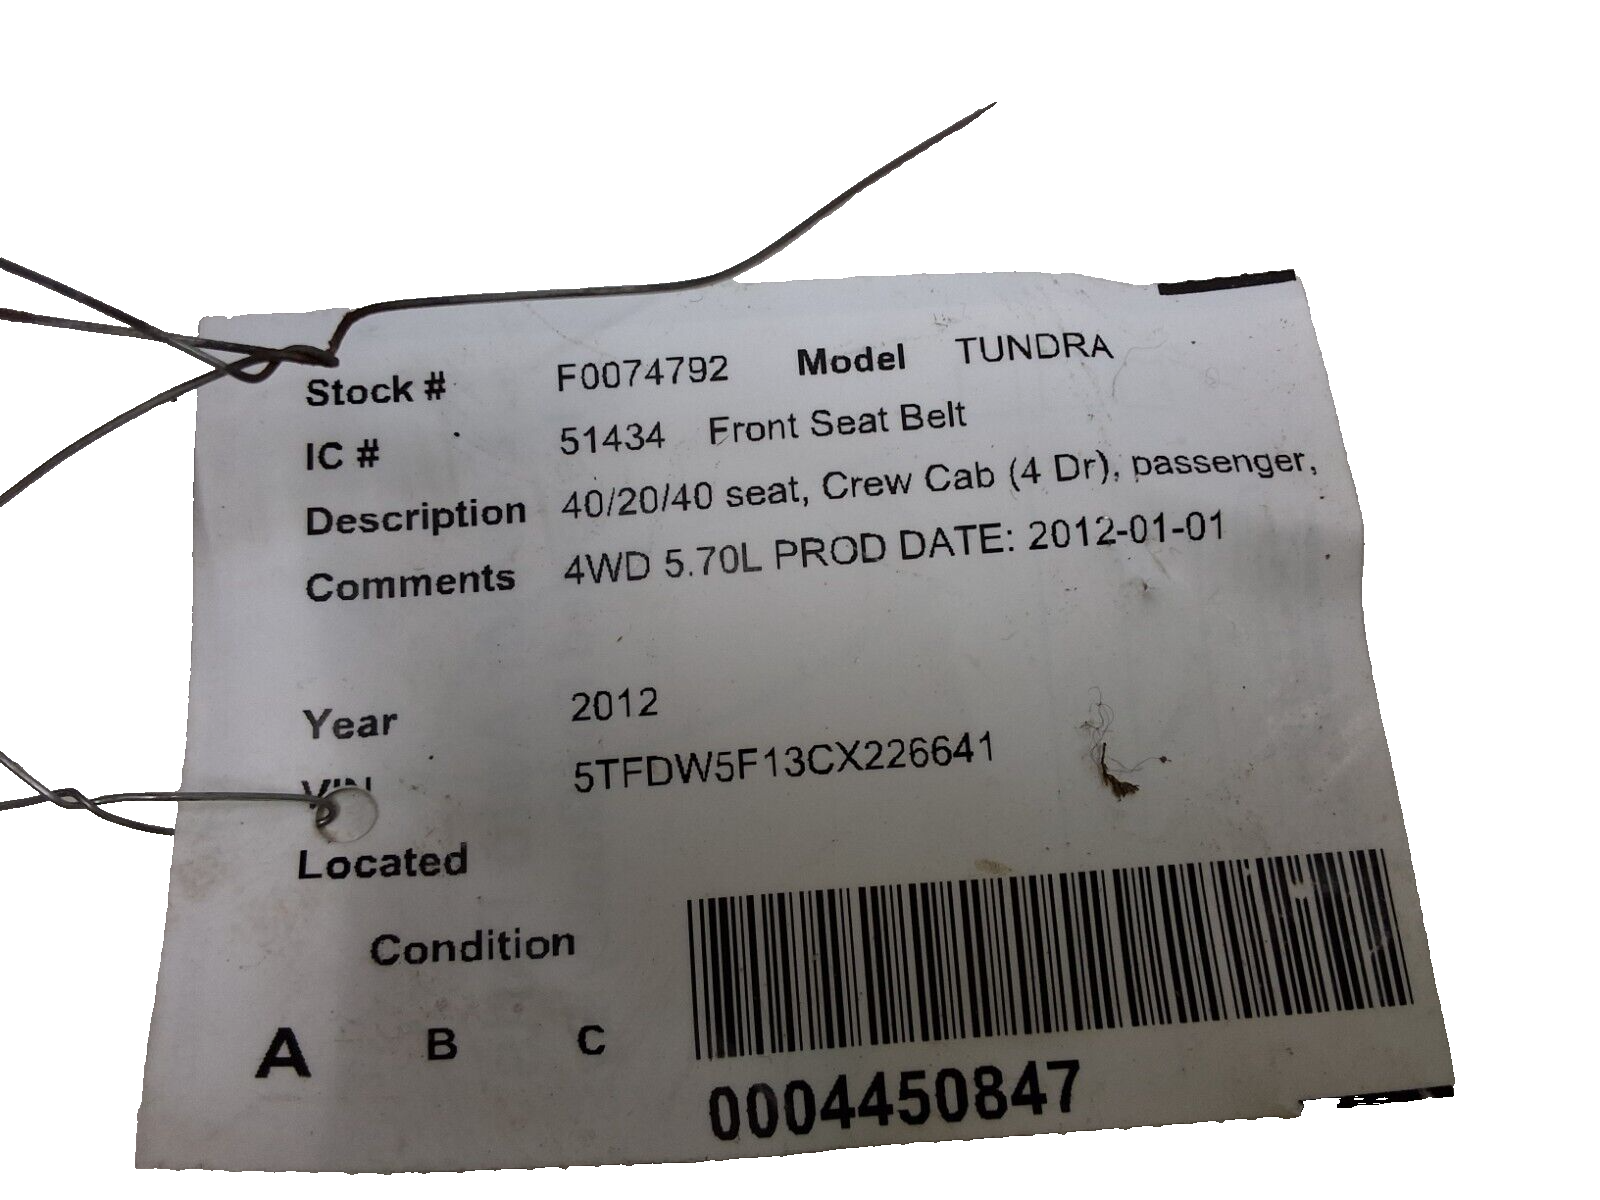 Stock # F0074792 Model TUNDRA
IC # 51434 Front Seat Belt
Description 40/20/40 seat, Crew Cab (4 Dr), passenger,
Comments 4WD 5.70L PROD DATE: 2012-01-01
Year 2012
VIN 5TFDW5F13CX226641
Located
Condition
A B C
0004450847